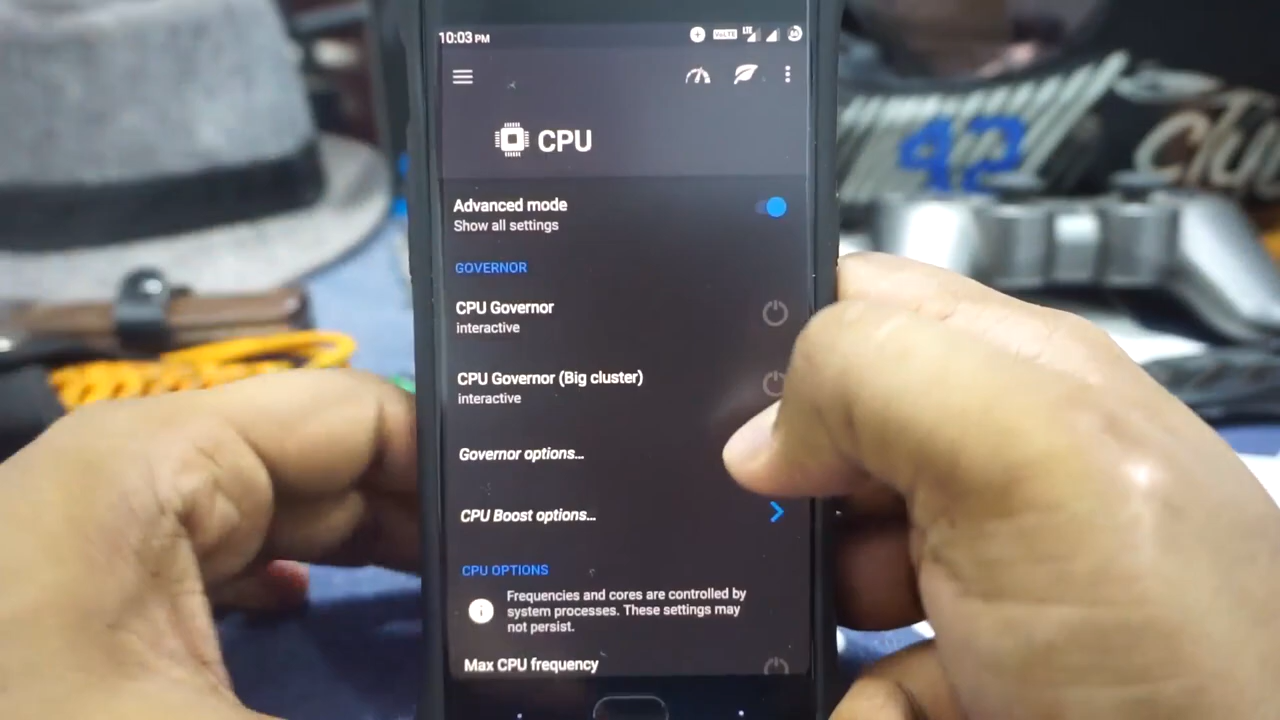 10:03 PM
VoLTE
LTE
CPU
Advanced mode
Show all settings
GOVERNOR
CPU Governor
interactive
CPU Governor (Big cluster)
interactive
Governor options...
CPU Boost options...
CPU OPTIONS
Frequencies and cores are controlled by
system processes. These settings may
not persist.
Max CPU frequency